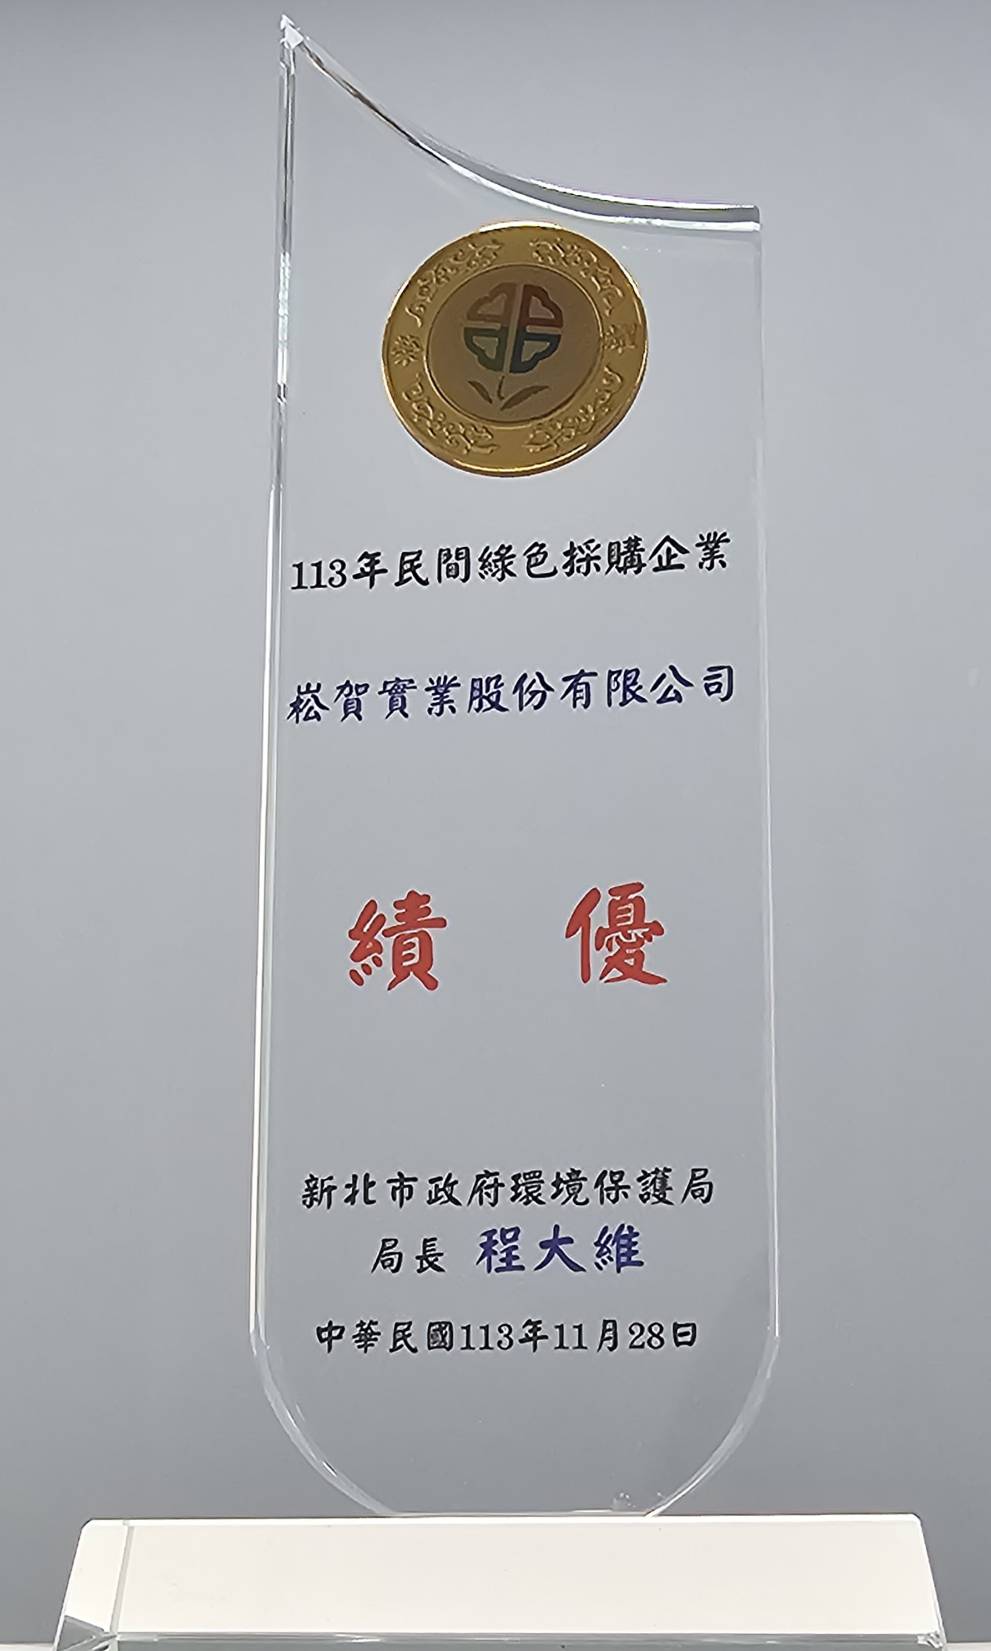 113年民間綠色採購企業
崧賀實業股份有限公司
績 優
新北市政府環境保護局
局長 程大維
中華民國113年11月28日